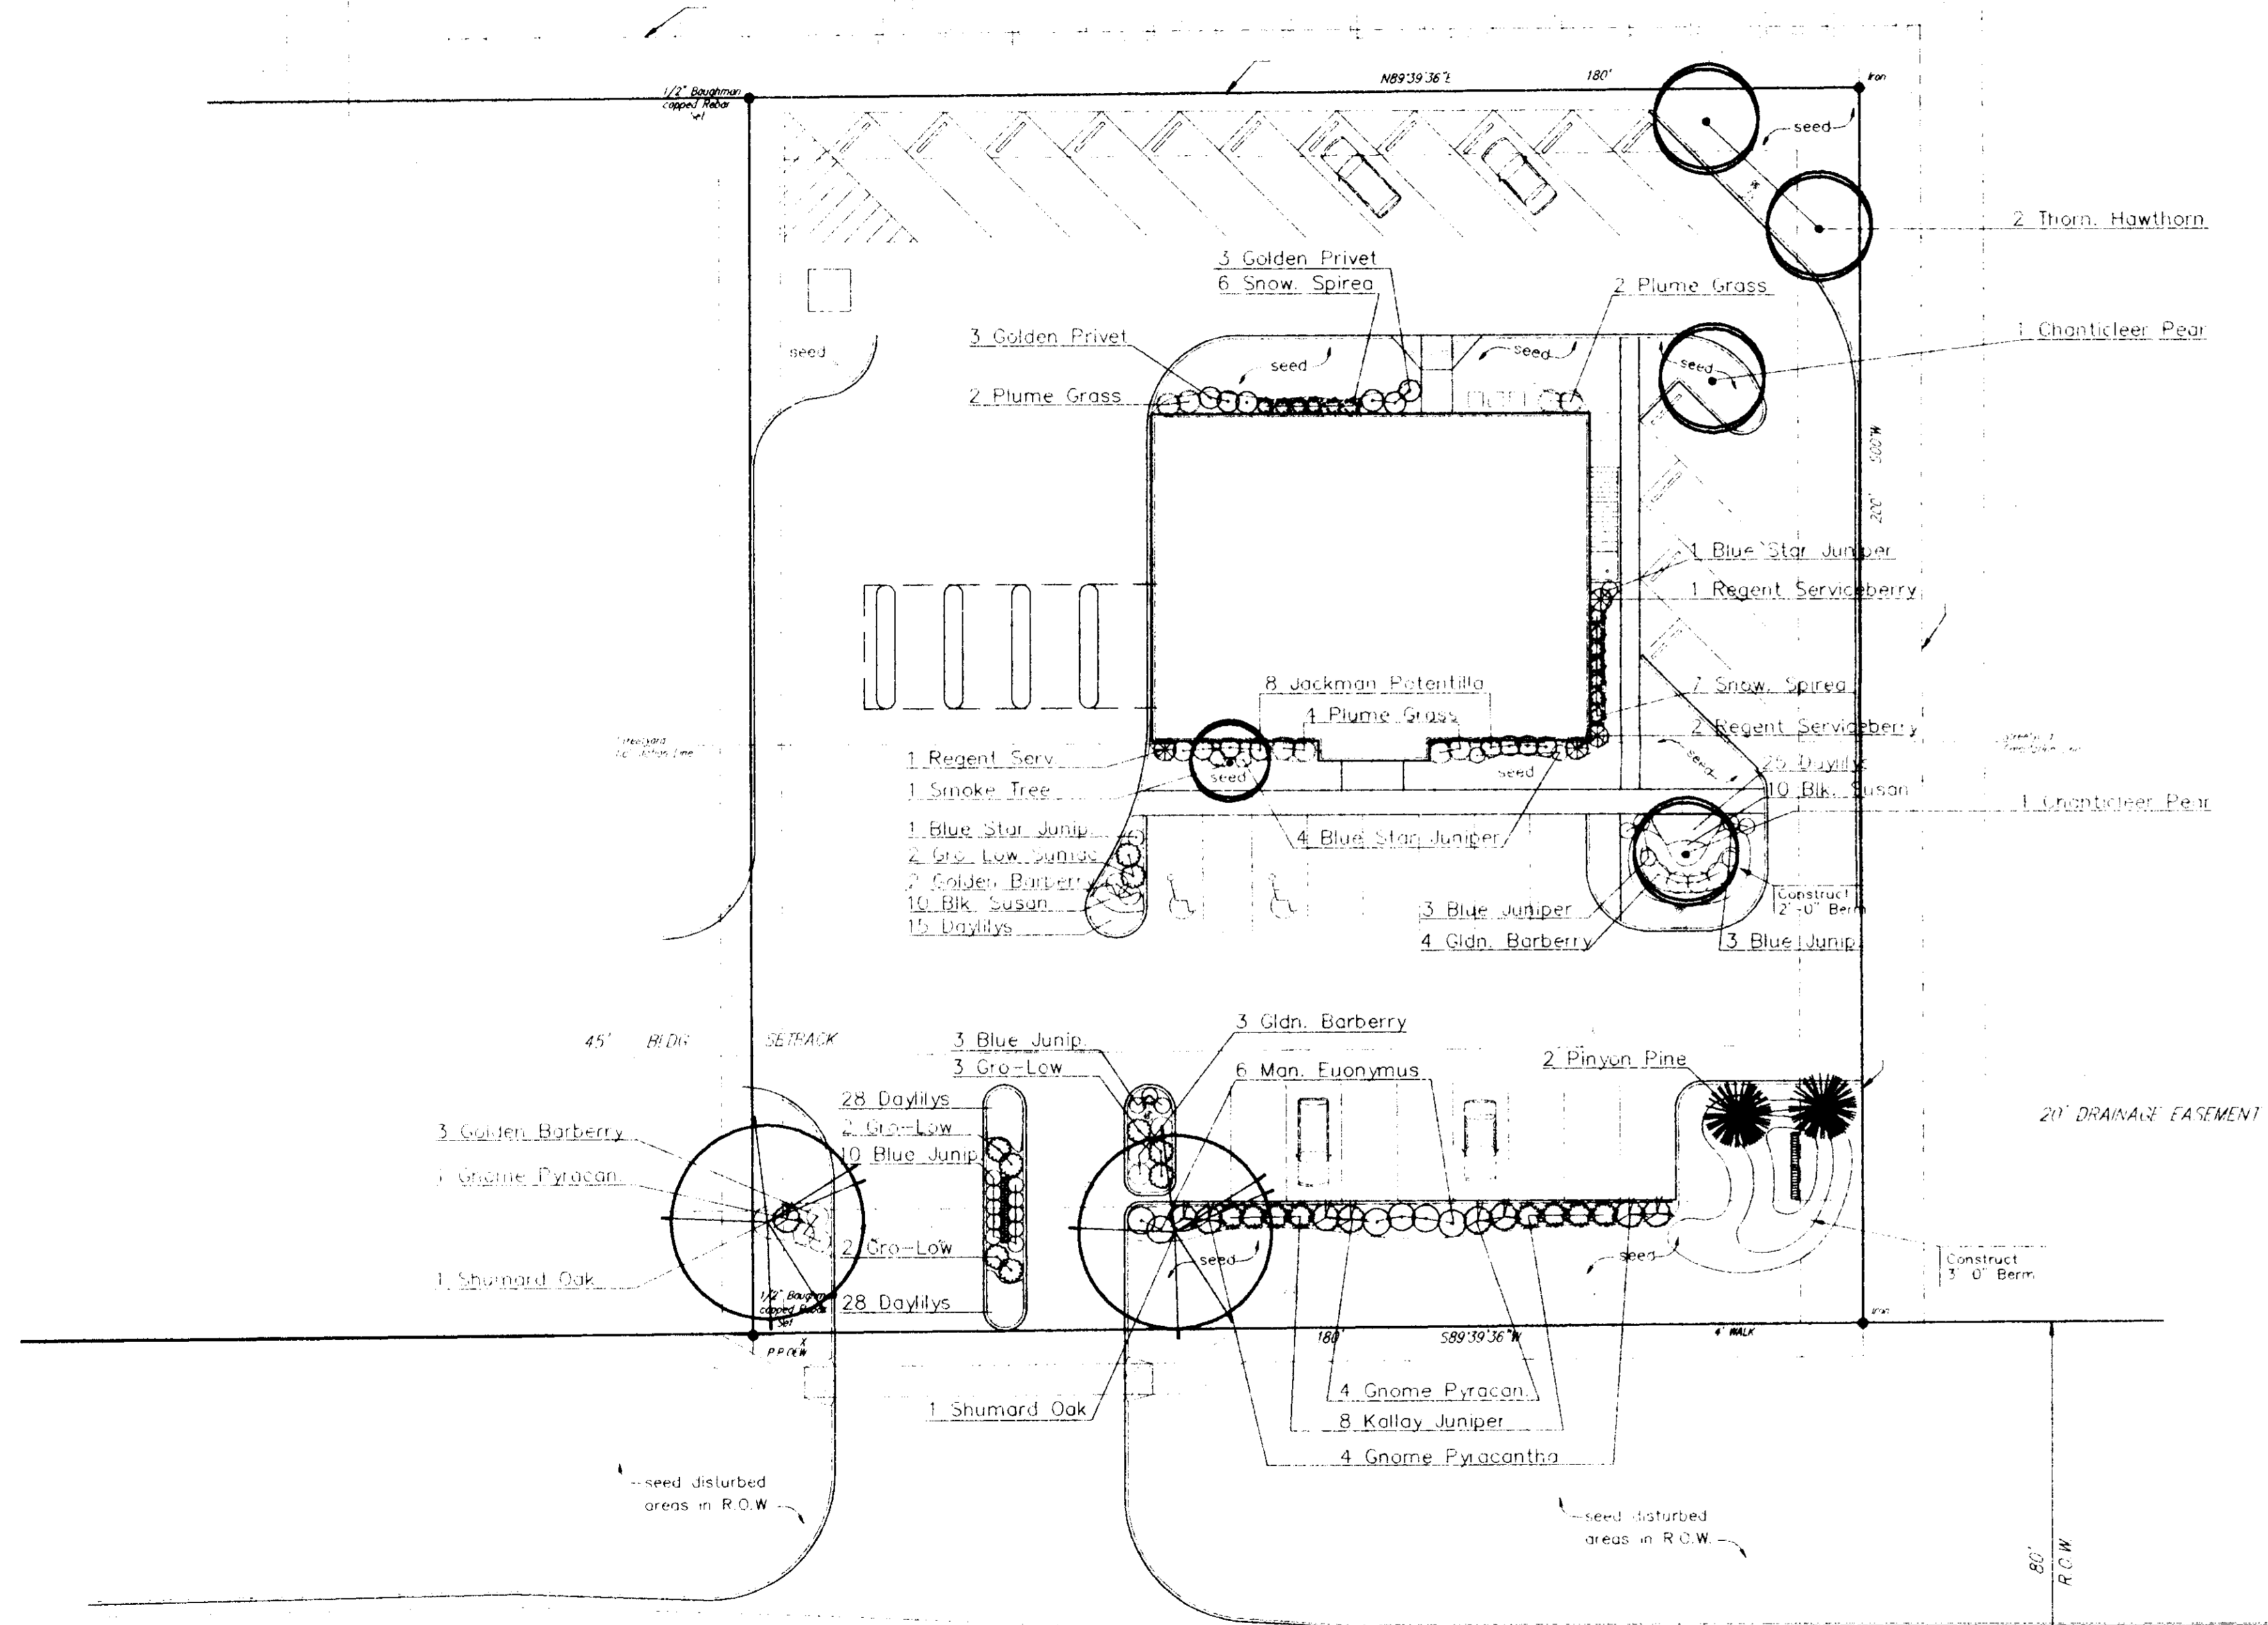 1/2" Baughman
capped Rebar
Set
N89°39'36"E
180'
Iron
seed
2 Thorn. Hawthorn
3 Golden Privet
6 Snow. Spirea
2 Plume Grass
1 Chanticleer Pear
3 Golden Privet
seed
seed
seed
seed
2 Plume Grass
200'
1 Blue Star Juniper
1 Regent Serviceberry
8 Jackman Potentilla
7 Snow. Spirea
4 Plume Grass
2 Regent Serviceberry
1 Regent Serv.
seed
seed
25 Daylilys
1 Smoke Tree
10 Blk. Susan
1 Chanticleer Pear
1 Blue Star Junip.
4 Blue Star Juniper
2 Gro-Low Sumac
2 Golden Barberry
10 Blk. Susan
15 Daylilys
Construct
2'-0" Berm
3 Blue Juniper
4 Gldn. Barberry
3 Blue Junip.
45' BLDG SETBACK
3 Gldn. Barberry
3 Blue Junip.
3 Gro-Low
6 Man. Euonymus
2 Pinyon Pine
28 Daylilys
20' DRAINAGE EASEMENT
3 Golden Barberry
2 Gro-Low
10 Blue Junip.
1 Gnome Pyracan.
2 Gro-Low
1 Shumard Oak
seed
seed
Construct
3'-0" Berm
1/2" Baughman
capped Rebar
Set
28 Daylilys
Iron
180'
S89°39'36"W
4' WALK
4 Gnome Pyracan.
1 Shumard Oak
8 Kallay Juniper
4 Gnome Pyracantha
seed disturbed
areas in R.O.W
seed disturbed
areas in R.O.W.
80'
R.O.W.